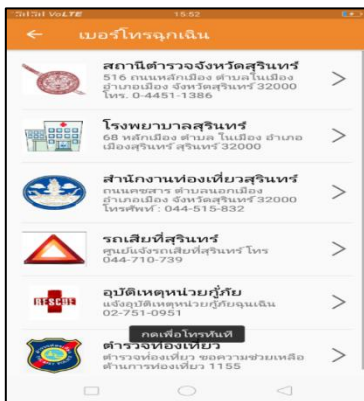 VoLTE 15:52
เบอร์โทรฉุกเฉิน
สถานีตำรวจจังหวัดสุรินทร์
516 ถนนหลักเมือง ตำบลในเมือง
อำเภอเมือง จังหวัดสุรินทร์ 32000
โทร. 0-4451-1386
โรงพยาบาลสุรินทร์
68 หลักเมือง ตำบล ในเมือง อำเภอ
เมืองสุรินทร์ สุรินทร์ 32000
สำนักงานท่องเที่ยวสุรินทร์
ถนนคชสาร ตำบลนอกเมือง
อำเภอเมือง จังหวัดสุรินทร์ 32000
โทรศัพท์ : 044-515-832
รถเสียที่สุรินทร์
ศูนย์แจ้งรถเสียที่สุรินทร์ โทร
044-710-739
RESCUE
อุบัติเหตุหน่วยกู้ภัย
แจ้งอุบัติเหตุหน่วยกู้ภัยฉุนเฉิน
02-751-0951
กดเพื่อโทรทันที
ตำรวจท่องเที่ยว
ตำรวจท่องเที่ยว ขอความช่วยเหลือ
ด้านการท่องเที่ยว 1155